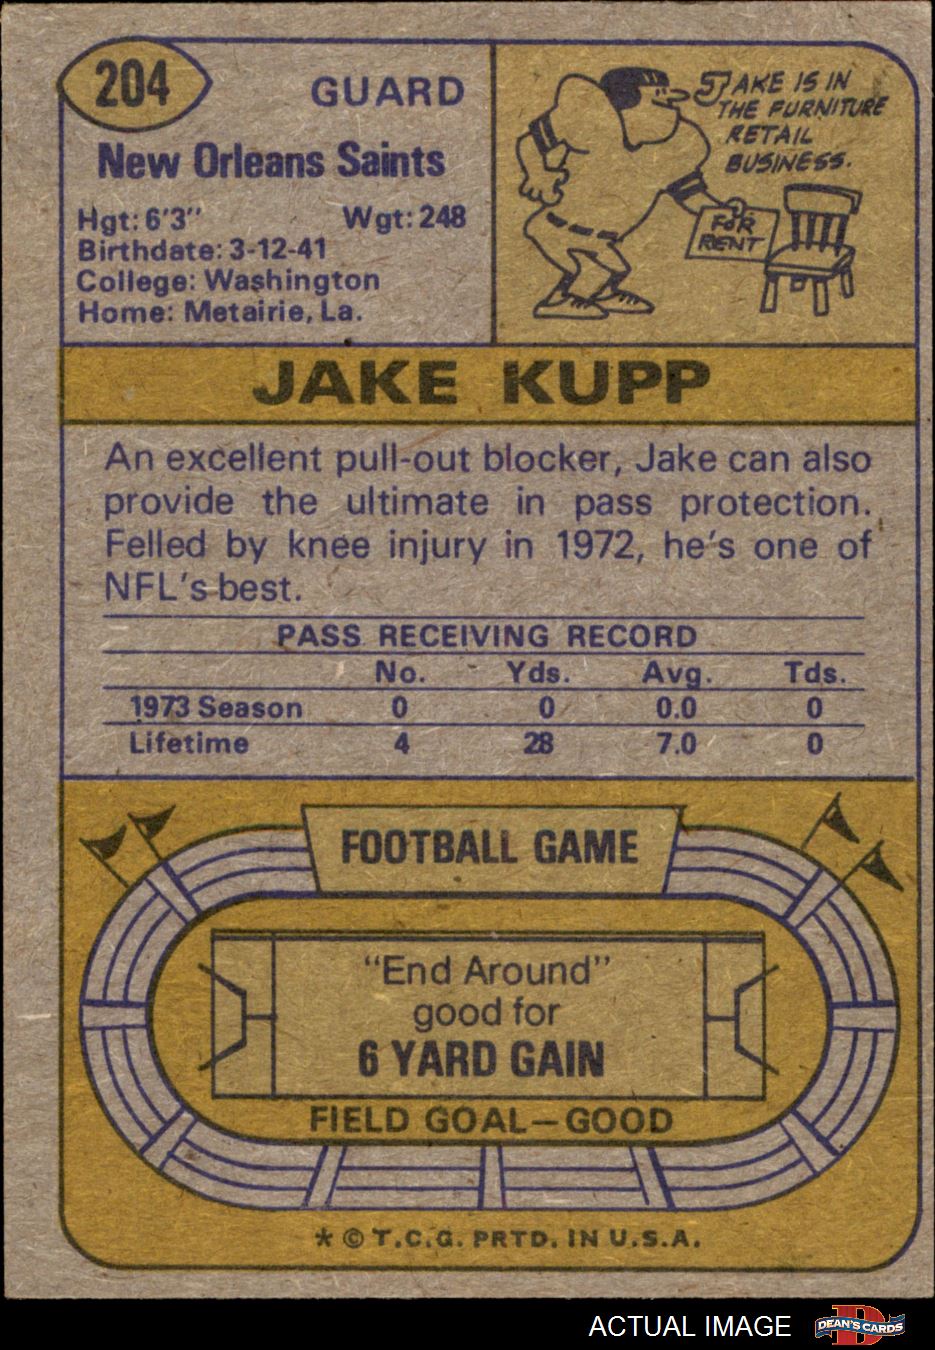 204
GUARD
New Orleans Saints
Hgt: 6'3"  Wgt: 248
Birthdate: 3-12-41
College: Washington
Home: Metairie, La.
JAKE IS IN
THE FURNITURE
RETAIL
BUSINESS.
FOR
RENT
JAKE KUPP
An excellent pull-out blocker, Jake can also
provide the ultimate in pass protection.
Felled by knee injury in 1972, he's one of
NFL's best.
PASS RECEIVING RECORD
No. Yds. Avg. Tds.
1973 Season 0 0 0.0 0
Lifetime 4 28 7.0 0
FOOTBALL GAME
"End Around"
good for
6 YARD GAIN
FIELD GOAL—GOOD
* © T.C.G. PRTD. IN U.S.A.
ACTUAL IMAGE
DEAN'S CARDS